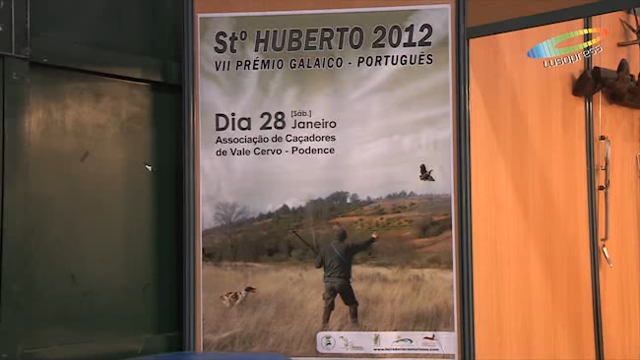 Stº HUBERTO 2012
VII PRÉMIO GALAICO - PORTUGUÊS
Dia 28 [Sáb.] Janeiro
Associação de Caçadores
de Vale Cervo - Podence
Lusopress